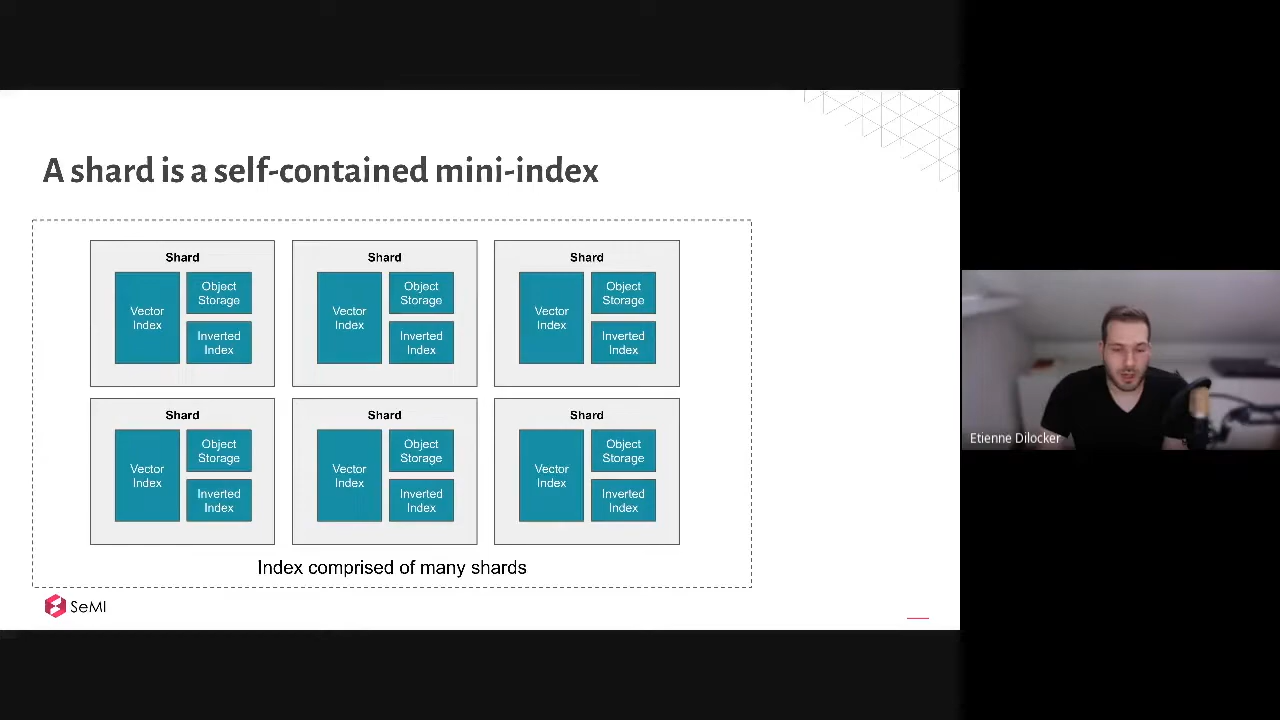 A shard is a self-contained mini-index
Shard
Vector
Index
Object
Storage
Inverted
Index
Shard
Vector
Index
Object
Storage
Inverted
Index
Shard
Vector
Index
Object
Storage
Inverted
Index
Shard
Vector
Index
Object
Storage
Inverted
Index
Shard
Vector
Index
Object
Storage
Inverted
Index
Shard
Vector
Index
Object
Storage
Inverted
Index
Index comprised of many shards
SeMI
Etienne Dilocker